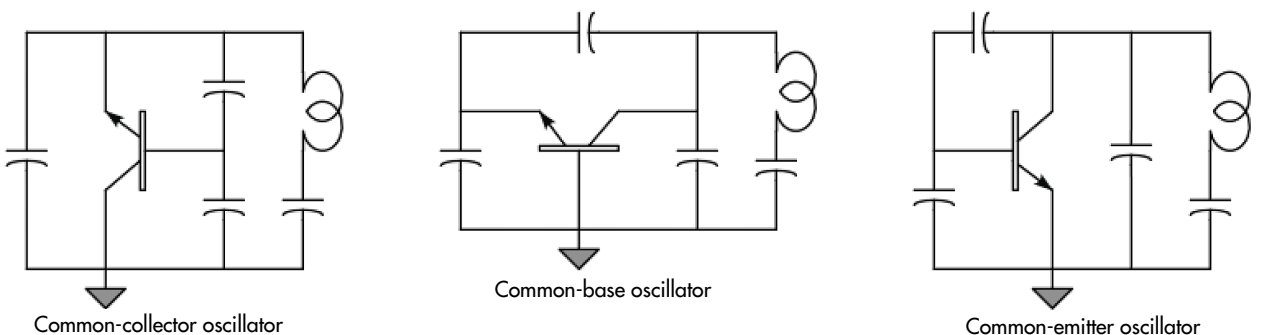 Common-collector oscillator
Common-base oscillator
Common-emitter oscillator